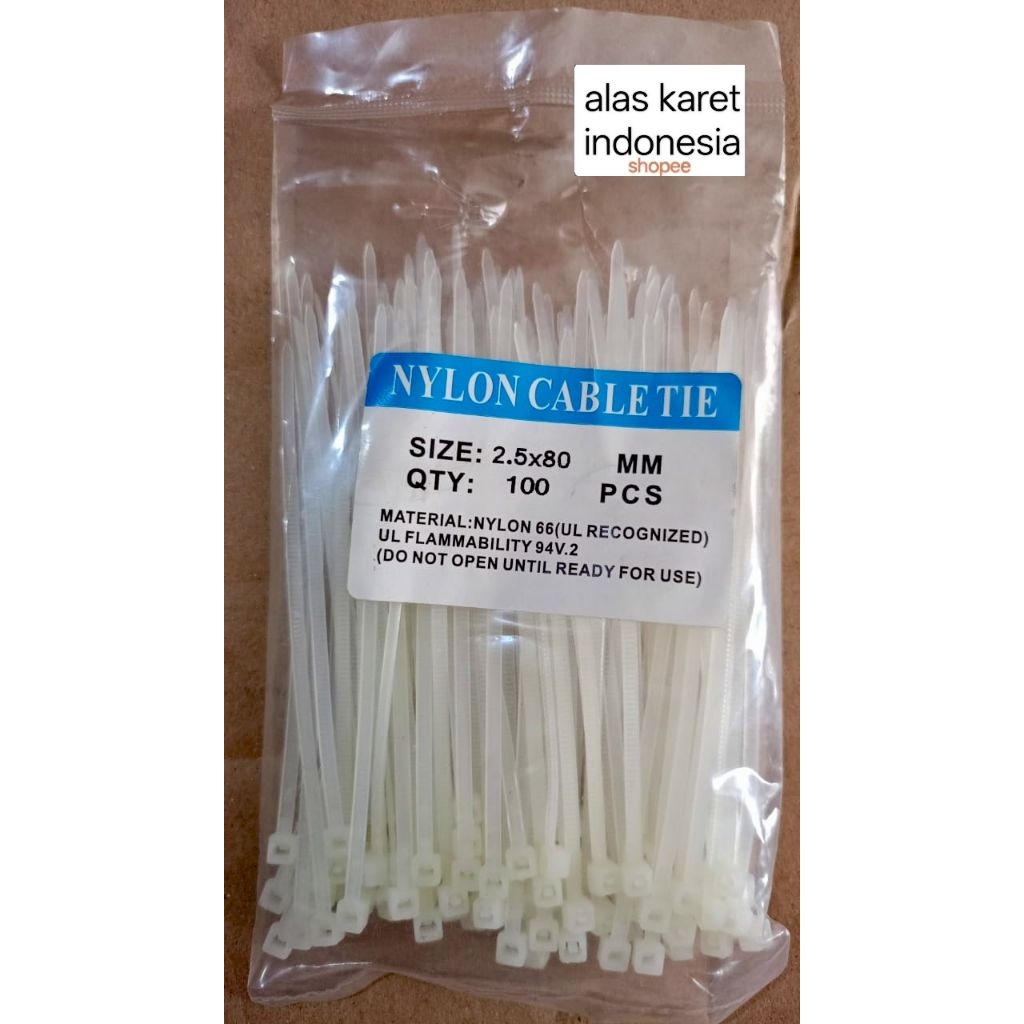 alas karet
indonesia
shopee
NYLON CABLE TIE
SIZE: 2.5x80 MM
QTY: 100 PCS
MATERIAL:NYLON 66(UL RECOGNIZED)
UL FLAMMABILITY 94V.2
(DO NOT OPEN UNTIL READY FOR USE)